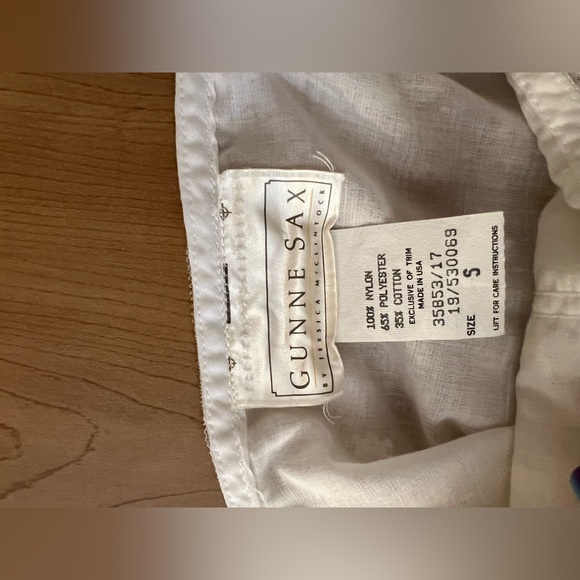 GUNNE SAX
BY JESSICA McCLINTOCK
100% NYLON
65% POLYESTER
35% COTTON
EXCLUSIVE OF TRIM
MADE IN USA
35B53/17
19/530069
SIZE S
LIFT FOR CARE INSTRUCTIONS